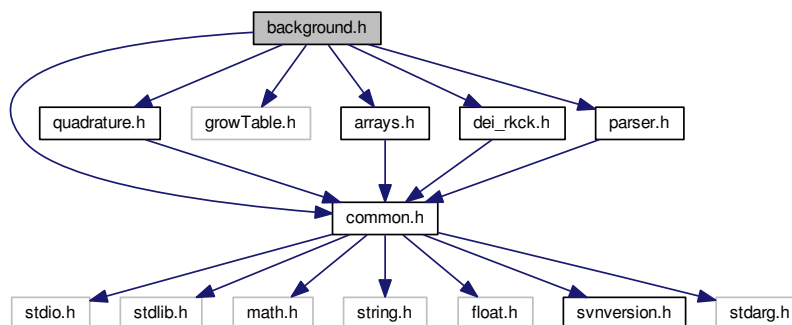 background.h
quadrature.h
growTable.h
arrays.h
dei_rkck.h
parser.h
common.h
stdio.h
stdlib.h
math.h
string.h
float.h
svnversion.h
stdarg.h